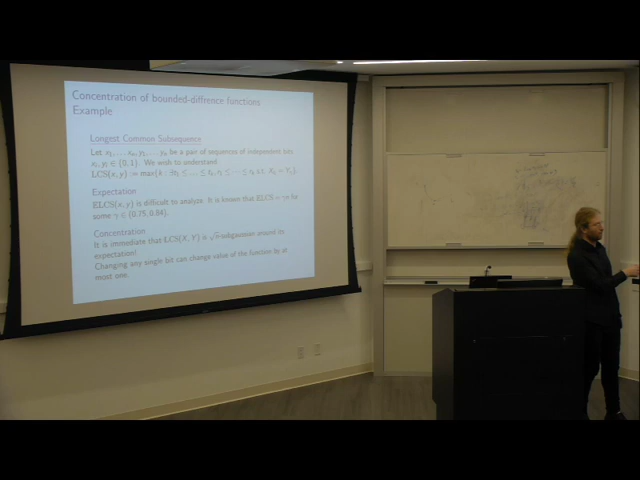 Concentration of bounded-diffrence functions
Example
Longest Common Subsequence
Let x₁, … xₙ, y₁, … yₙ be a pair of sequences of independent bits
xᵢ, yᵢ ∈ {0, 1}. We wish to understand
LCS(x, y) := max{k :
Expectation
ELCS(x, y) is difficult to analyze. It is known that ELCS ≈ γn for
some γ ∈ (0.75, 0.84).
Concentration
It is immediate that LCS(X, Y) is √n-subgaussian around its
expectation!
Changing any single bit can change value of the function by at
most one.